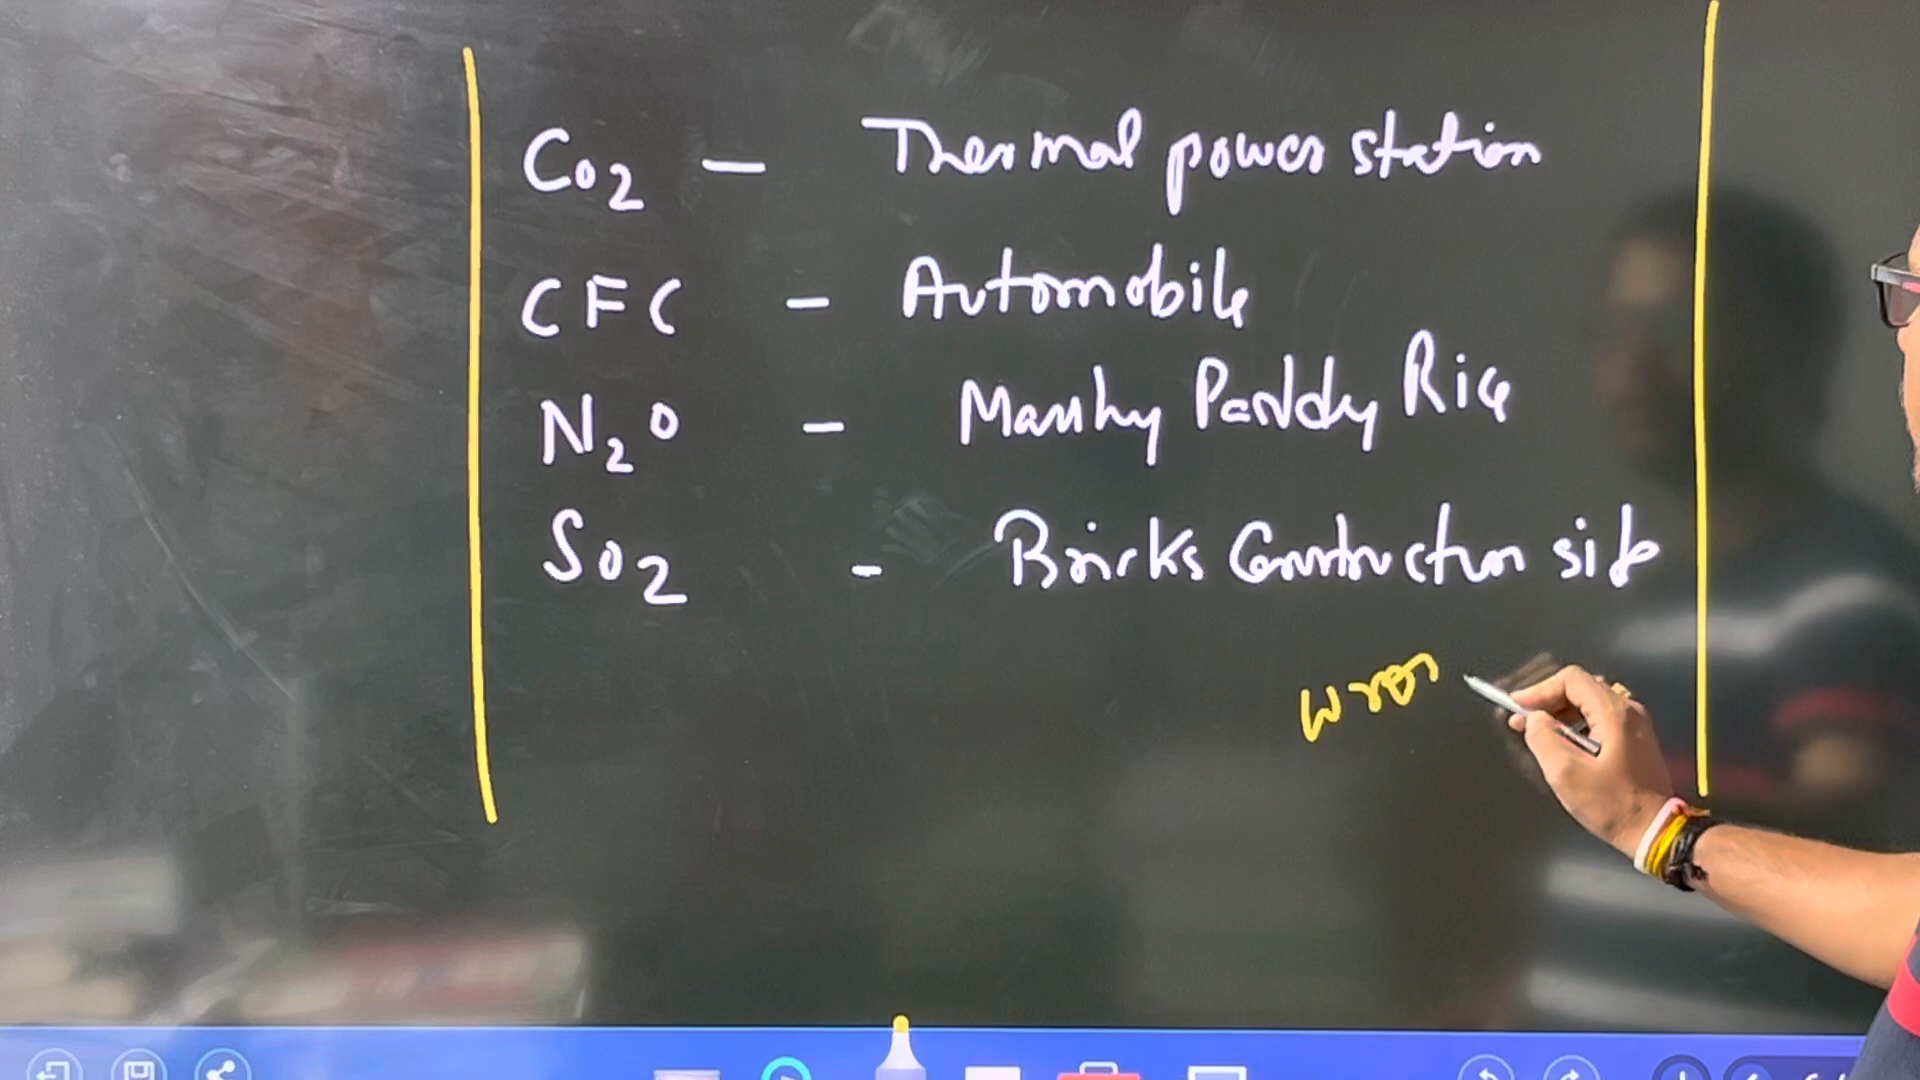 Co2 - Thermal power station
CFC - Automobile
N2O - Marshy Paddy Rice
SO2 - Bricks Construction site
wron